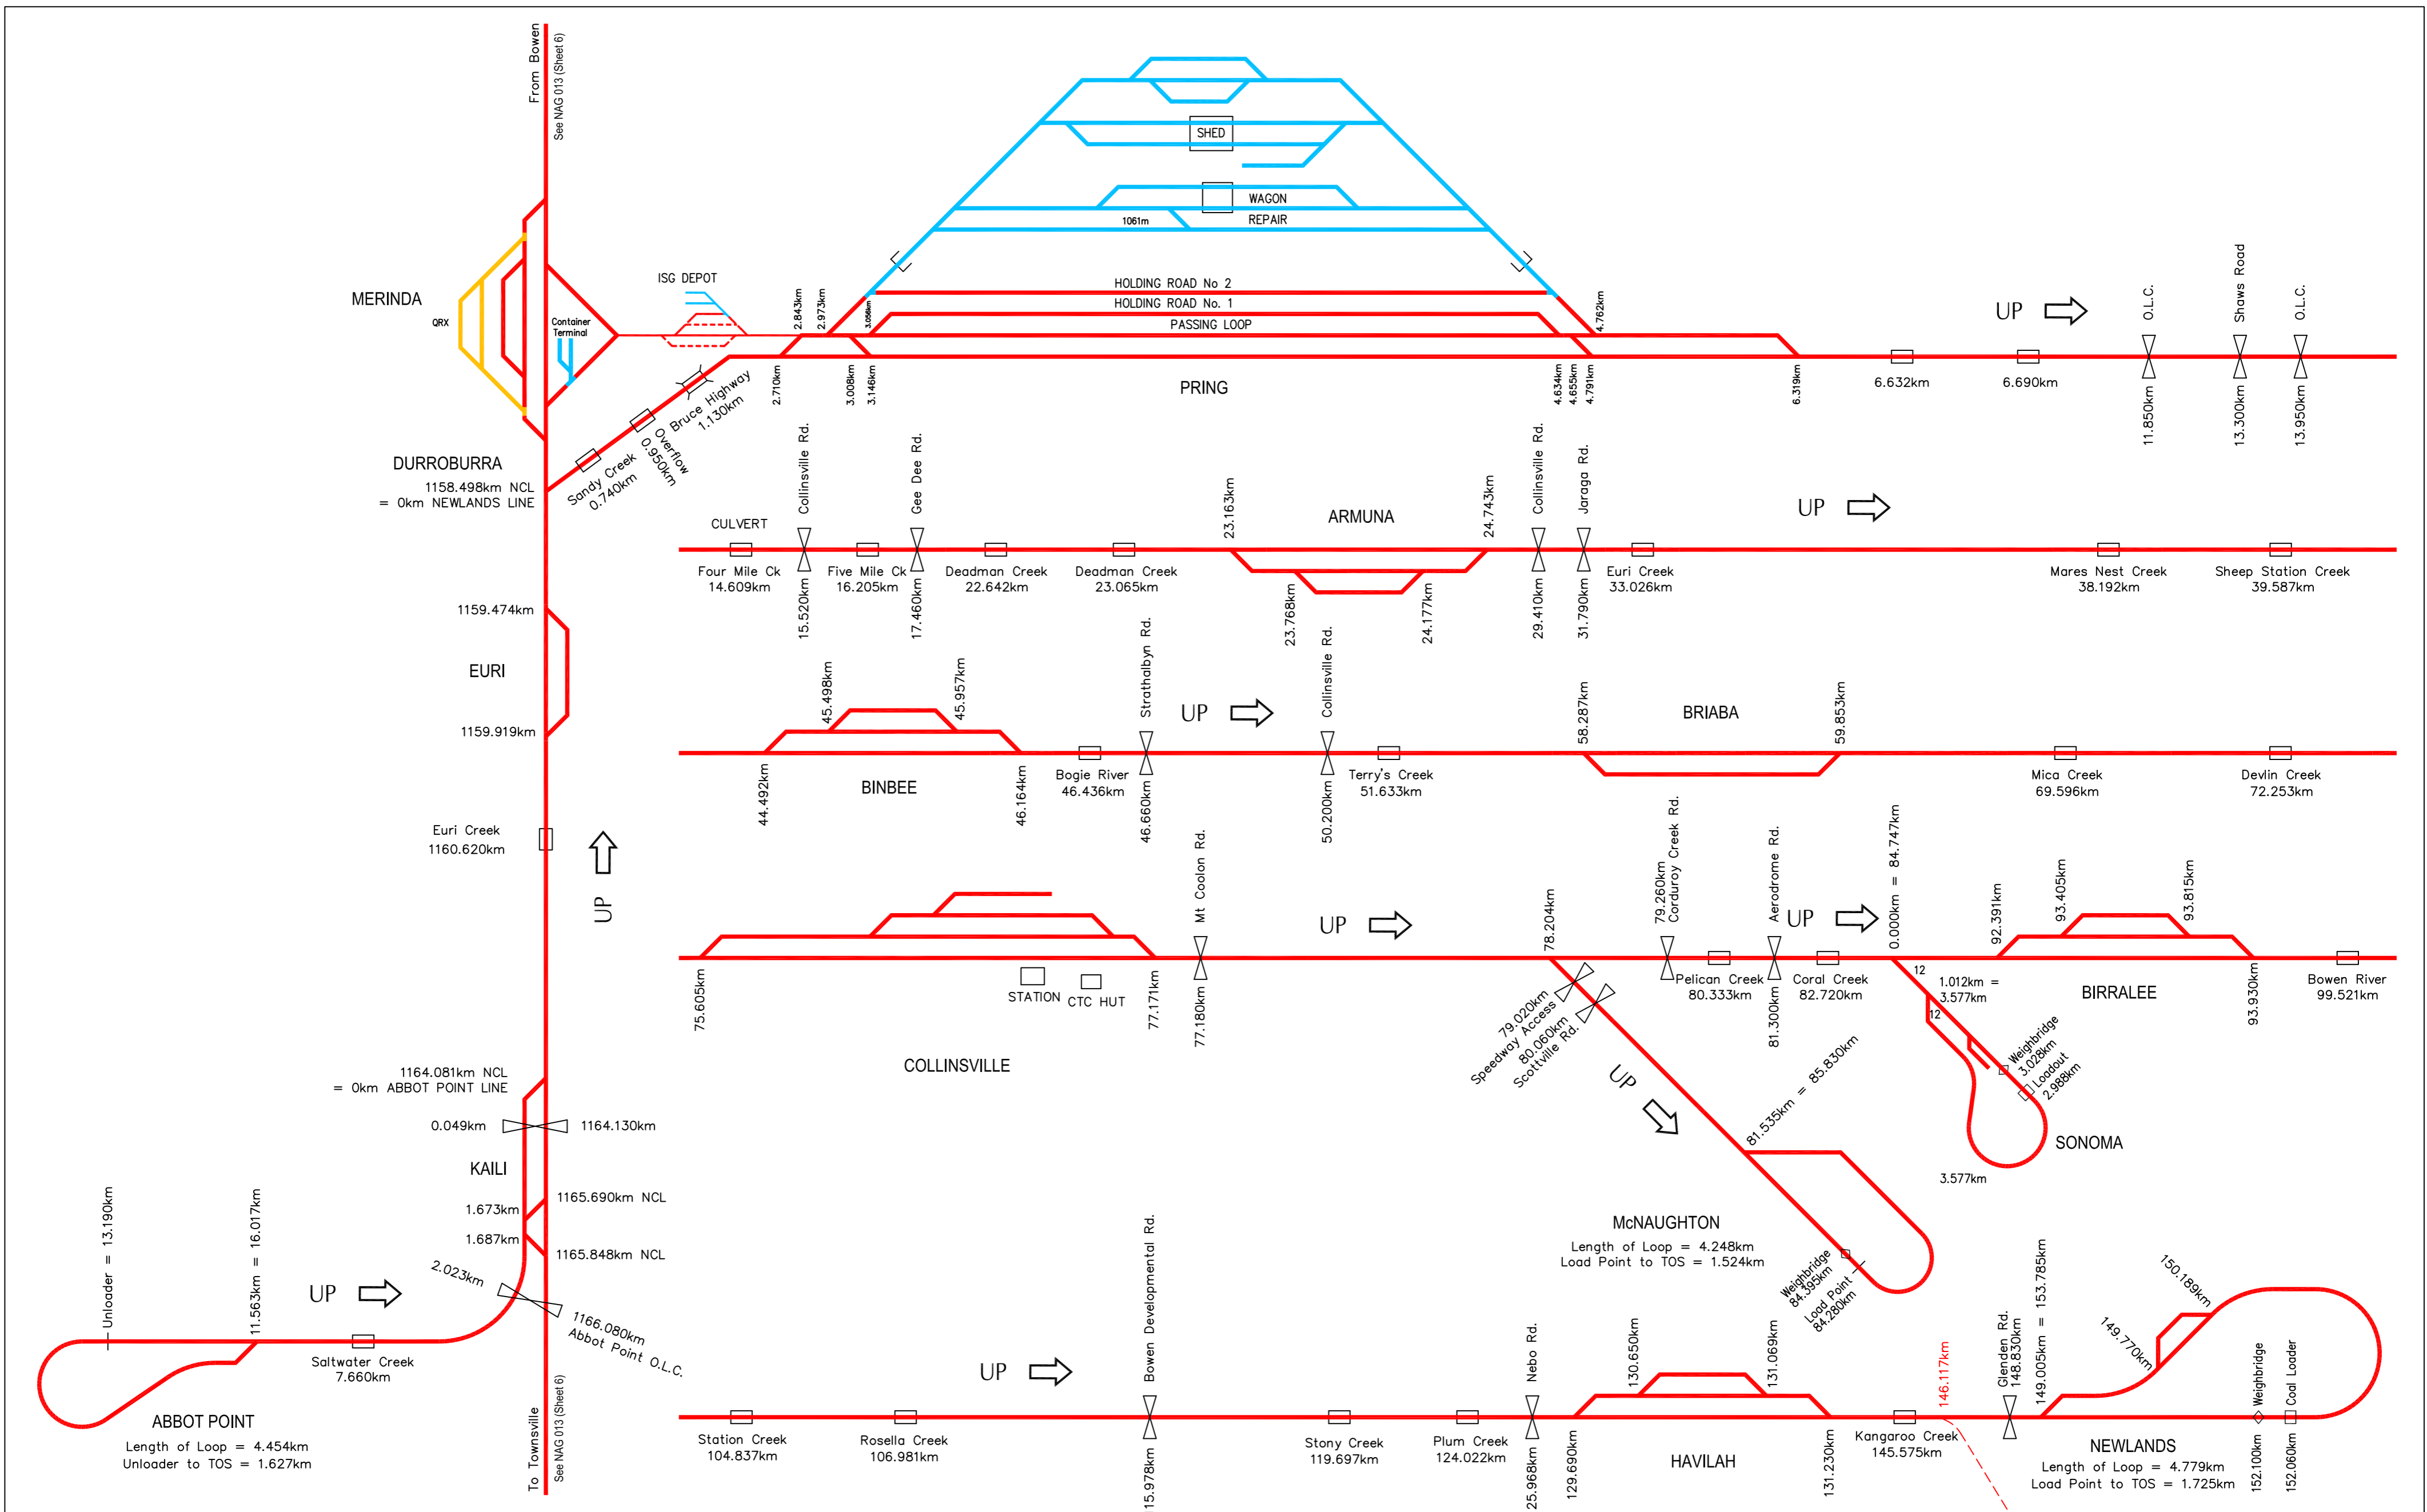 From Bowen
See NAG 013 (Sheet 6)
MERINDA
QRX
Container
Terminal
ISG DEPOT
SHED
WAGON
REPAIR
1061m
HOLDING ROAD No 2
HOLDING ROAD No. 1
PASSING LOOP
2.843km
2.973km
3.058km
4.762km
PRING
2.710km
3.008km
3.146km
4.634km
4.655km
4.791km
6.319km
6.632km
6.690km
UP
O.L.C.
11.850km
Shaws Road
13.300km
O.L.C.
13.950km
Bruce Highway
1.130km
Overflow
0.950km
Sandy Creek
0.740km
DURROBURRA
1158.498km NCL
= 0km NEWLANDS LINE
CULVERT
Four Mile Ck
14.609km
Collinsville Rd.
15.520km
Five Mile Ck
16.205km
Gee Dee Rd.
17.460km
Deadman Creek
22.642km
Deadman Creek
23.065km
23.163km
ARMUNA
24.743km
23.768km
24.177km
Collinsville Rd.
29.410km
Jaraga Rd.
31.790km
Euri Creek
33.026km
UP
Mares Nest Creek
38.192km
Sheep Station Creek
39.587km
1159.474km
EURI
1159.919km
44.492km
45.498km
45.957km
BINBEE
46.164km
Bogie River
46.436km
Strathalbyn Rd.
46.660km
UP
Collinsville Rd.
50.200km
Terry's Creek
51.633km
58.287km
BRIABA
59.853km
Mica Creek
69.596km
Devlin Creek
72.253km
Euri Creek
1160.620km
UP
75.605km
STATION
CTC HUT
COLLINSVILLE
77.171km
Mt Coolon Rd.
77.180km
UP
78.204km
79.260km
Corduroy Creek Rd.
Pelican Creek
80.333km
Aerodrome Rd.
81.300km
UP
Coral Creek
82.720km
0.000km = 84.747km
92.391km
93.405km
93.815km
BIRRALEE
93.930km
Bowen River
99.521km
12
12
1.012km =
3.577km
Weighbridge
3.028km
Loadout
2.988km
SONOMA
3.577km
79.020km
Speedway Access
80.060km
Scottville Rd.
UP
81.535km = 85.830km
McNAUGHTON
Length of Loop = 4.248km
Load Point to TOS = 1.524km
Weighbridge
84.395km
Load Point
84.280km
1164.081km NCL
= 0km ABBOT POINT LINE
0.049km
1164.130km
KAILI
1.673km
1165.690km NCL
1.687km
1165.848km NCL
2.023km
1166.080km
Abbot Point O.L.C.
Unloader = 13.190km
11.563km = 16.017km
UP
Saltwater Creek
7.660km
ABBOT POINT
Length of Loop = 4.454km
Unloader to TOS = 1.627km
To Townsville
See NAG 013 (Sheet 6)
Station Creek
104.837km
Rosella Creek
106.981km
UP
Bowen Developmental Rd.
15.978km
Stony Creek
119.697km
Plum Creek
124.022km
Nebo Rd.
25.968km
129.690km
130.650km
131.069km
HAVILAH
131.230km
Kangaroo Creek
145.575km
146.117km
Glenden Rd.
148.830km
149.005km = 153.785km
149.770km
150.189km
NEWLANDS
Length of Loop = 4.779km
Load Point to TOS = 1.725km
Weighbridge
152.100km
Coal Loader
152.060km